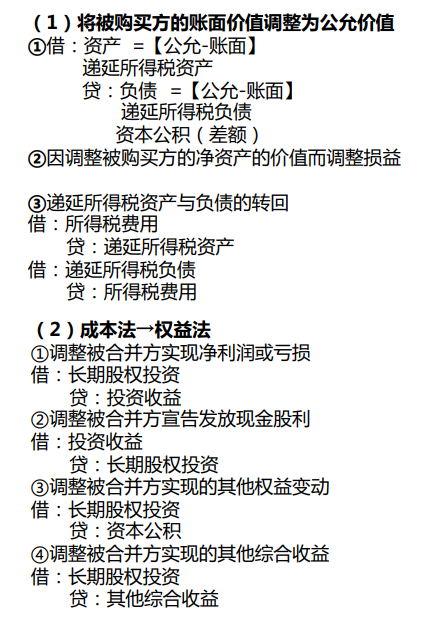 （1）将被购买方的账面价值调整为公允价值
①借：资产 =【公允-账面】
递延所得税资产
贷：负债 =【公允-账面】
递延所得税负债
资本公积（差额）
②因调整被购买方的净资产的价值而调整损益
③递延所得税资产与负债的转回
借：所得税费用
贷：递延所得税资产
借：递延所得税负债
贷：所得税费用
（2）成本法→权益法
①调整被合并方实现净利润或亏损
借：长期股权投资
贷：投资收益
②调整被合并方宣告发放现金股利
借：投资收益
贷：长期股权投资
③调整被合并方实现的其他权益变动
借：长期股权投资
贷：资本公积
④调整被合并方实现的其他综合收益
借：长期股权投资
贷：其他综合收益